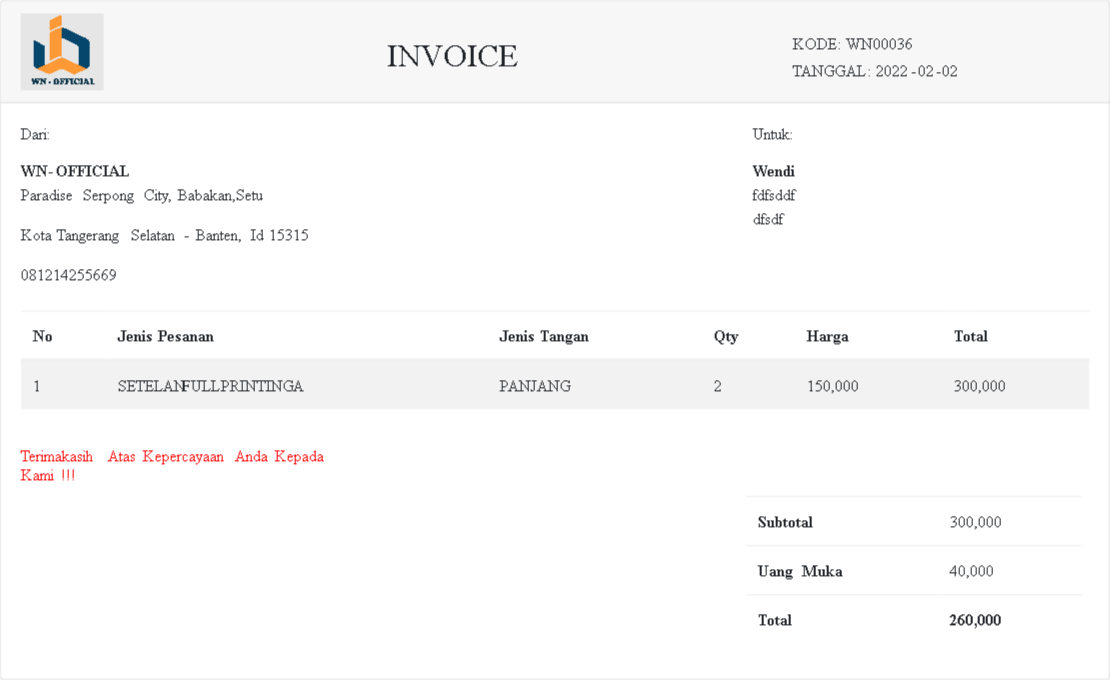 WN - OFFICIAL
INVOICE
KODE: WN00036
TANGGAL: 2022-02-02
Dari:
WN- OFFICIAL
Paradise Serpong City, Babakan,Setu
Kota Tangerang Selatan - Banten, Id 15315
081214255669
Untuk:
Wendi
fdfsddf
dfsdf
No Jenis Pesanan Jenis Tangan Qty Harga Total
1 SETELANFULLPRINTINGA PANJANG 2 150,000 300,000
Terimakasih Atas Kepercayaan Anda Kepada
Kami !!!
Subtotal 300,000
Uang Muka 40,000
Total 260,000